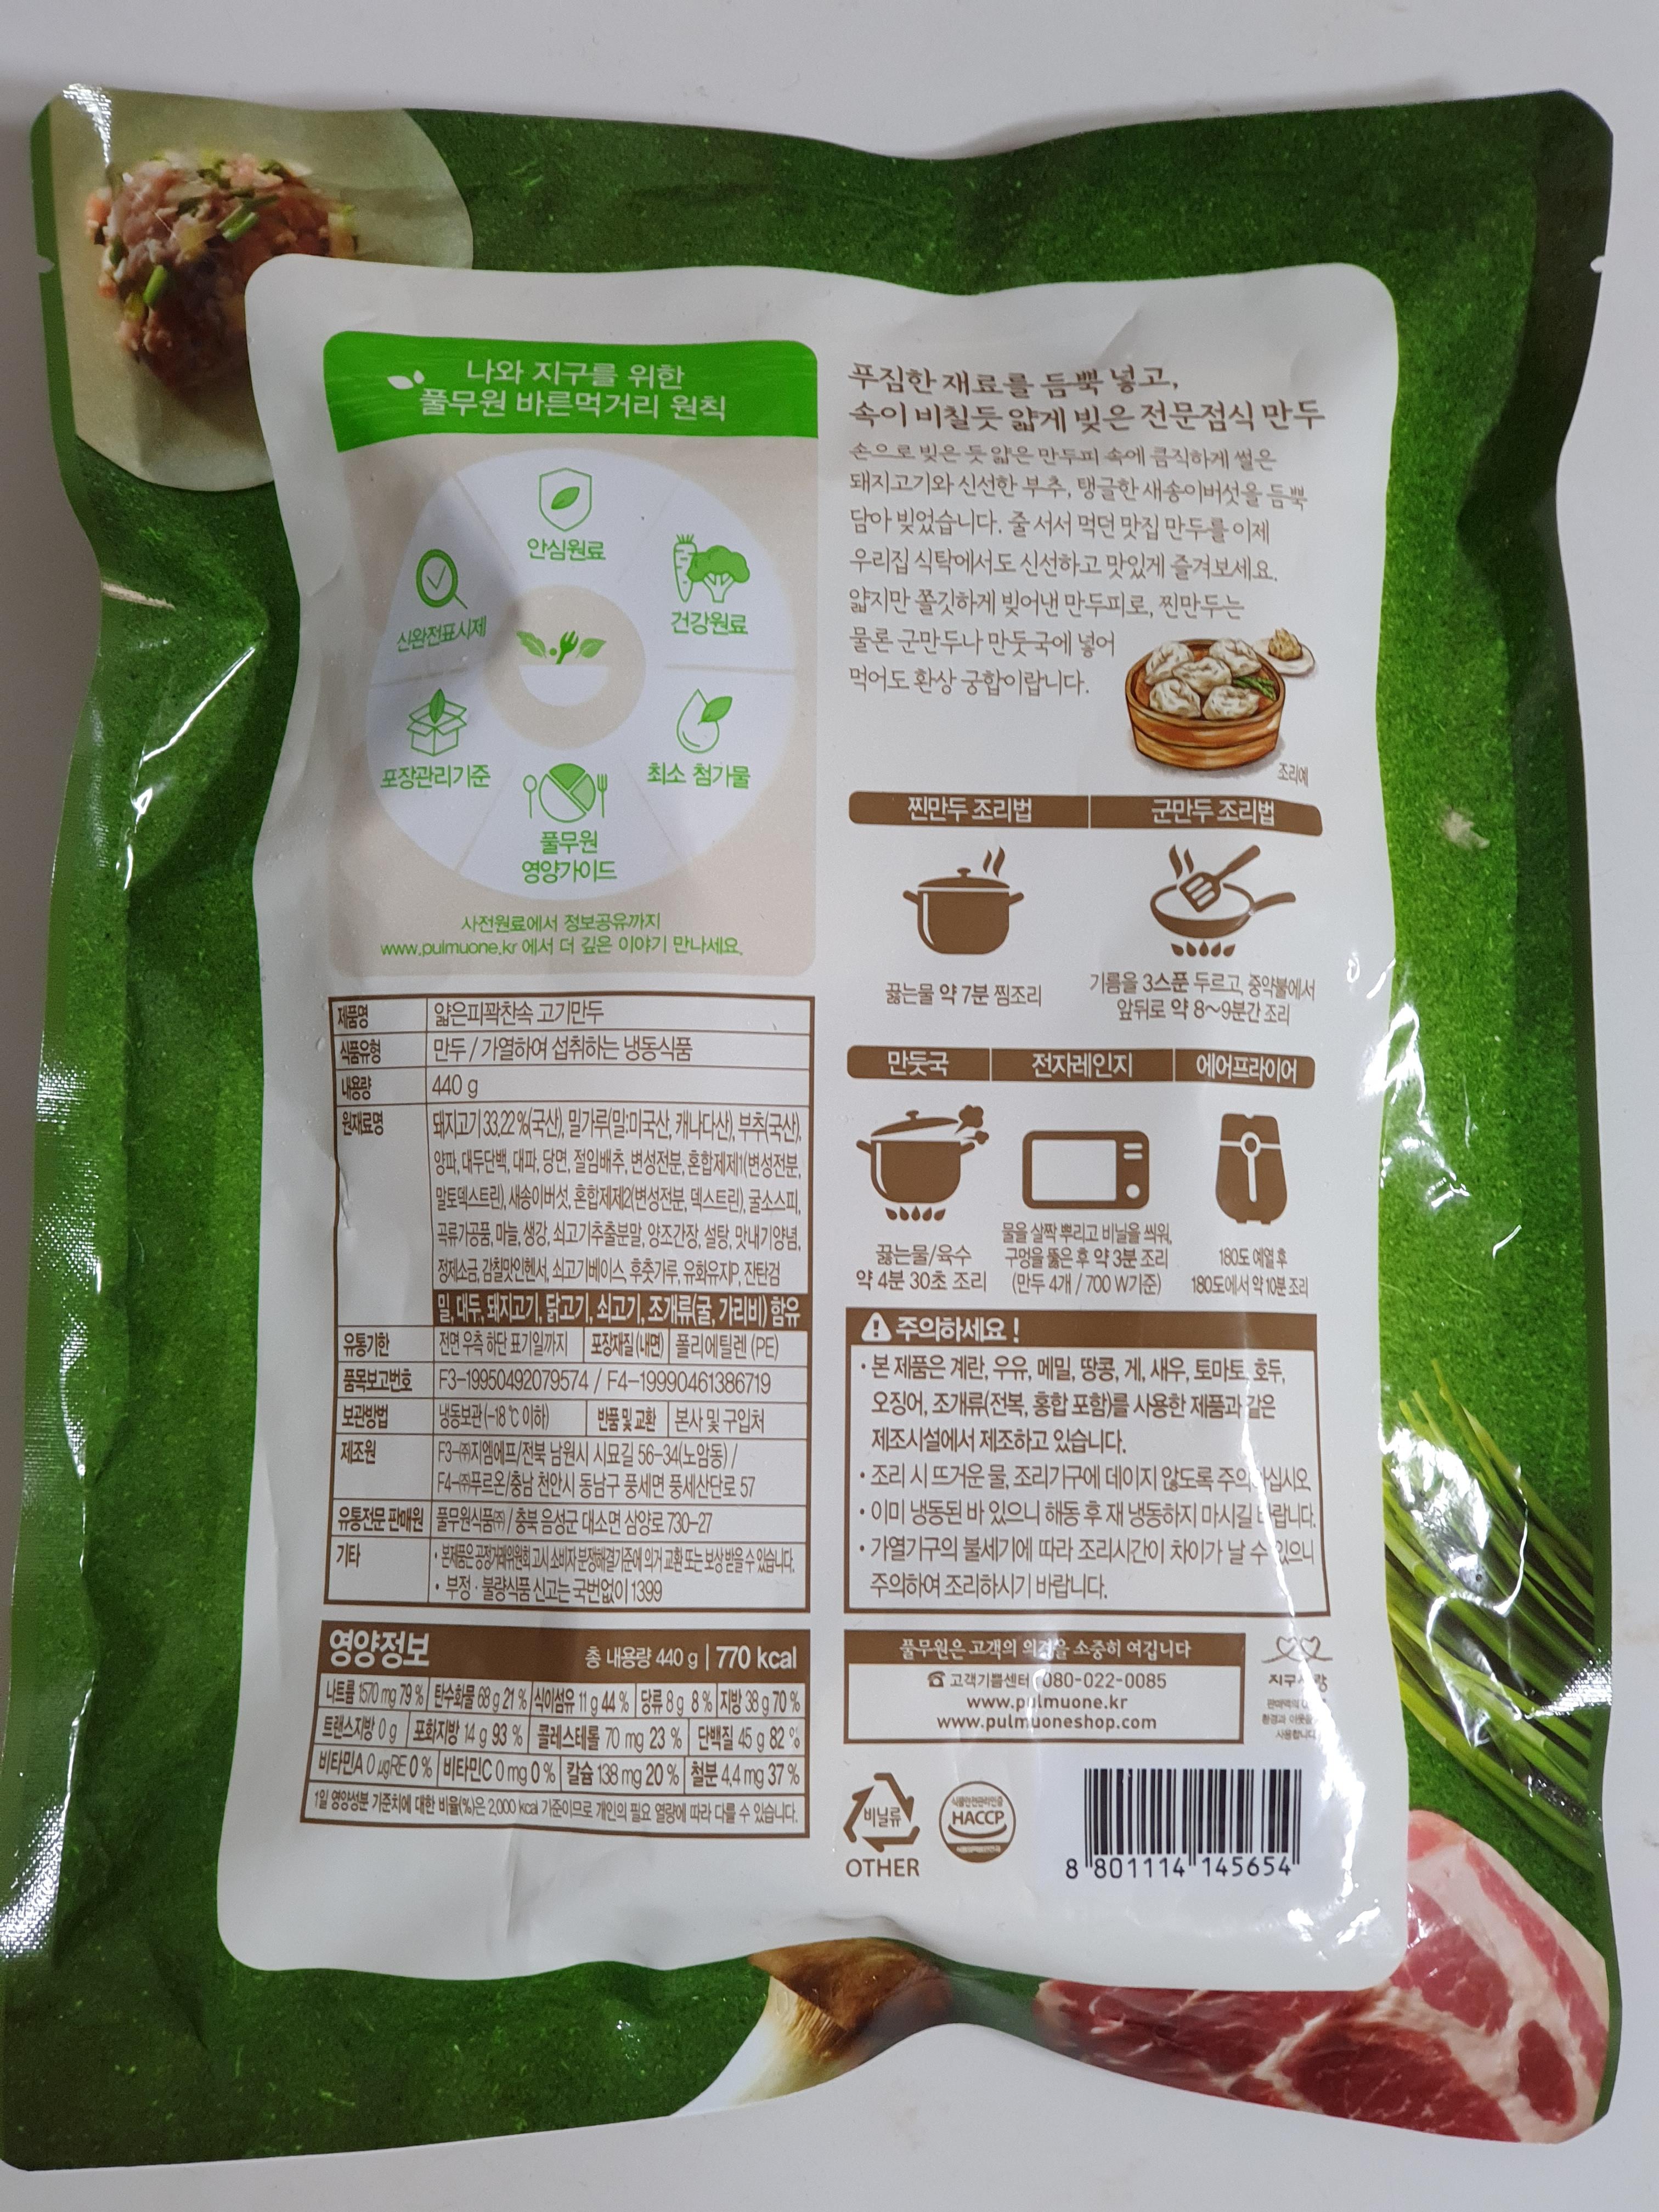 나와 지구를 위한
풀무원 바른먹거리 원칙
안심원료
건강원료
최소 첨가물
풀무원
영양가이드
포장관리기준
신완전표시제
사전원료에서 정보공유까지
www.pulmuone.kr 에서 더 깊은 이야기 만나세요.
제품명 얇은피꽉찬속 고기만두
식품유형 만두 / 가열하여 섭취하는 냉동식품
내용량 440 g
원재료명 돼지고기 33.22 %(국산), 밀가루(밀:미국산, 캐나다산), 부추(국산),
양파, 대두단백, 대파, 당면, 절임배추, 변성전분, 혼합제제1(변성전분,
말토덱스트린), 새송이버섯, 혼합제제2(변성전분, 덱스트린), 굴소스피,
곡류가공품, 마늘, 생강, 쇠고기추출분말, 양조간장, 설탕, 맛내기양념,
정제소금, 감칠맛인헨서, 쇠고기베이스, 후춧가루, 유화유지P, 잔탄검
밀, 대두, 돼지고기, 닭고기, 쇠고기, 조개류(굴, 가리비) 함유
유통기한 전면 우측 하단 표기일까지 포장재질(내면) 폴리에틸렌 (PE)
품목보고번호 F3-19950492079574 / F4-19990461386719
보관방법 냉동보관(-18 ℃ 이하) 반품 및 교환 본사 및 구입처
제조원 F3-㈜지엠에프/전북 남원시 시묘길 56-34(노암동) /
F4-㈜푸르온/충남 천안시 동남구 풍세면 풍세산단로 57
유통전문 판매원 풀무원식품㈜ / 충북 음성군 대소면 삼양로 730-27
기타 • 본제품은 공정거래위원회 고시 소비자 분쟁해결기준에 의거 교환 또는 보상 받을 수 있습니다.
• 부정 · 불량식품 신고는 국번없이 1399
영양정보 총 내용량 440 g | 770 kcal
나트륨 1570 mg 79 % 탄수화물 68 g 21 % 식이섬유 11 g 44 % 당류 8 g 8 % 지방 38 g 70 %
트랜스지방 0 g 포화지방 14 g 93 % 콜레스테롤 70 mg 23 % 단백질 45 g 82 %
비타민A 0 μgRE 0 % 비타민C 0 mg 0 % 칼슘 138 mg 20 % 철분 4.4 mg 37 %
1일 영양성분 기준치에 대한 비율(%)은 2,000 kcal 기준이므로 개인의 필요 열량에 따라 다를 수 있습니다.
푸짐한 재료를 듬뿍 넣고,
속이 비칠듯 얇게 빚은 전문점식 만두
손으로 빚은 듯 얇은 만두피 속에 큼직하게 썰은
돼지고기와 신선한 부추, 탱글한 새송이버섯을 듬뿍
담아 빚었습니다. 줄 서서 먹던 맛집 만두를 이제
우리집 식탁에서도 신선하고 맛있게 즐겨보세요.
얇지만 쫄깃하게 빚어낸 만두피로, 찐만두는
물론 군만두나 만둣국에 넣어
먹어도 환상 궁합이랍니다.
조리예
찐만두 조리법 군만두 조리법
끓는물 약 7분 찜조리
기름을 3스푼 두르고, 중약불에서
앞뒤로 약 8~9분간 조리
만둣국 전자레인지 에어프라이어
끓는물/육수
약 4분 30초 조리
물을 살짝 뿌리고 비닐을 씌워,
구멍을 뚫은 후 약 3분 조리
(만두 4개 / 700 W기준)
180도 예열 후
180도에서 약 10분 조리
주의하세요 !
• 본 제품은 계란, 우유, 메밀, 땅콩, 게, 새우, 토마토, 호두,
오징어, 조개류(전복, 홍합 포함)를 사용한 제품과 같은
제조시설에서 제조하고 있습니다.
• 조리 시 뜨거운 물, 조리기구에 데이지 않도록 주의하십시오.
• 이미 냉동된 바 있으니 해동 후 재 냉동하지 마시길 바랍니다.
• 가열기구의 불세기에 따라 조리시간이 차이가 날 수 있으니
주의하여 조리하시기 바랍니다.
풀무원은 고객의 의견을 소중히 여깁니다
☎ 고객기쁨센터 080-022-0085
www.pulmuone.kr
www.pulmuoneshop.com
지구사랑
비닐류
OTHER
HACCP
8 801114 145654